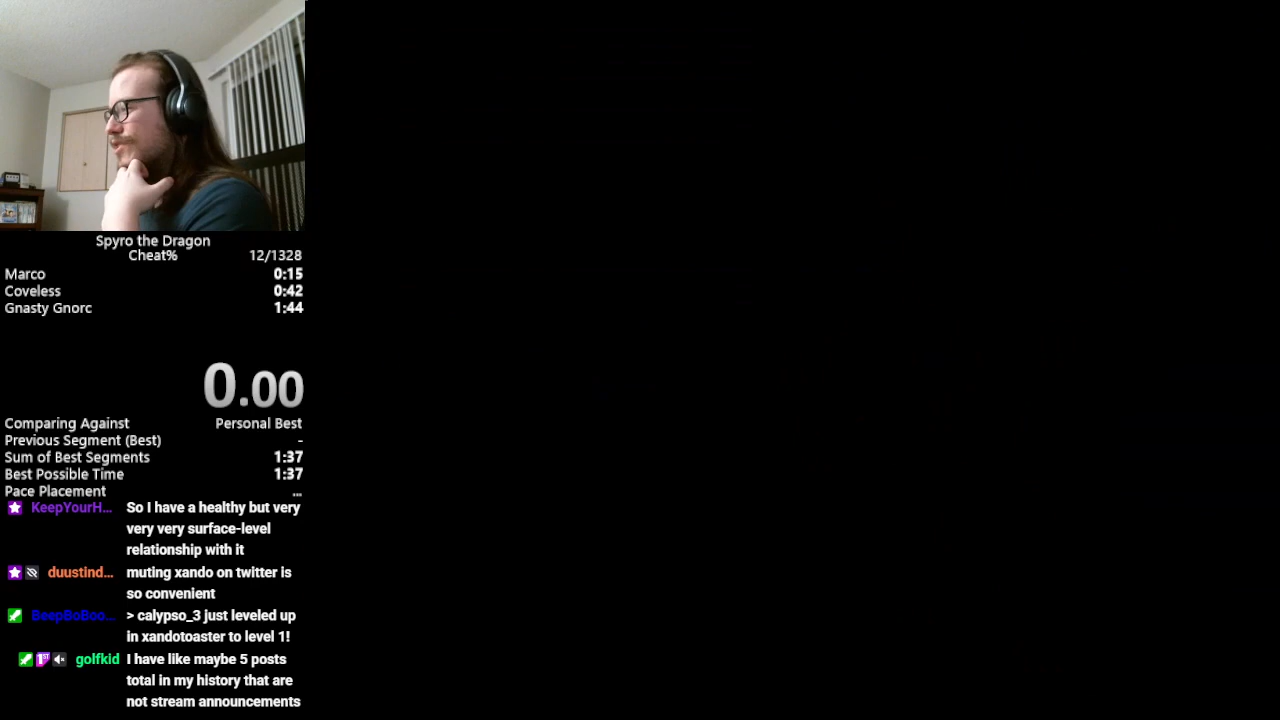 Spyro the Dragon
Cheat% 12/1328
Marco 0:15
Coveless 0:42
Gnasty Gnorc 1:44
0.00
Comparing Against Personal Best
Previous Segment (Best) -
Sum of Best Segments 1:37
Best Possible Time 1:37
Pace Placement ...
KeepYourH... So I have a healthy but very
very very surface-level
relationship with it
duustind... muting xando on twitter is
so convenient
BeepBoBoo... > calypso_3 just leveled up
in xandotoaster to level 1!
golfkid I have like maybe 5 posts
total in my history that are
not stream announcements